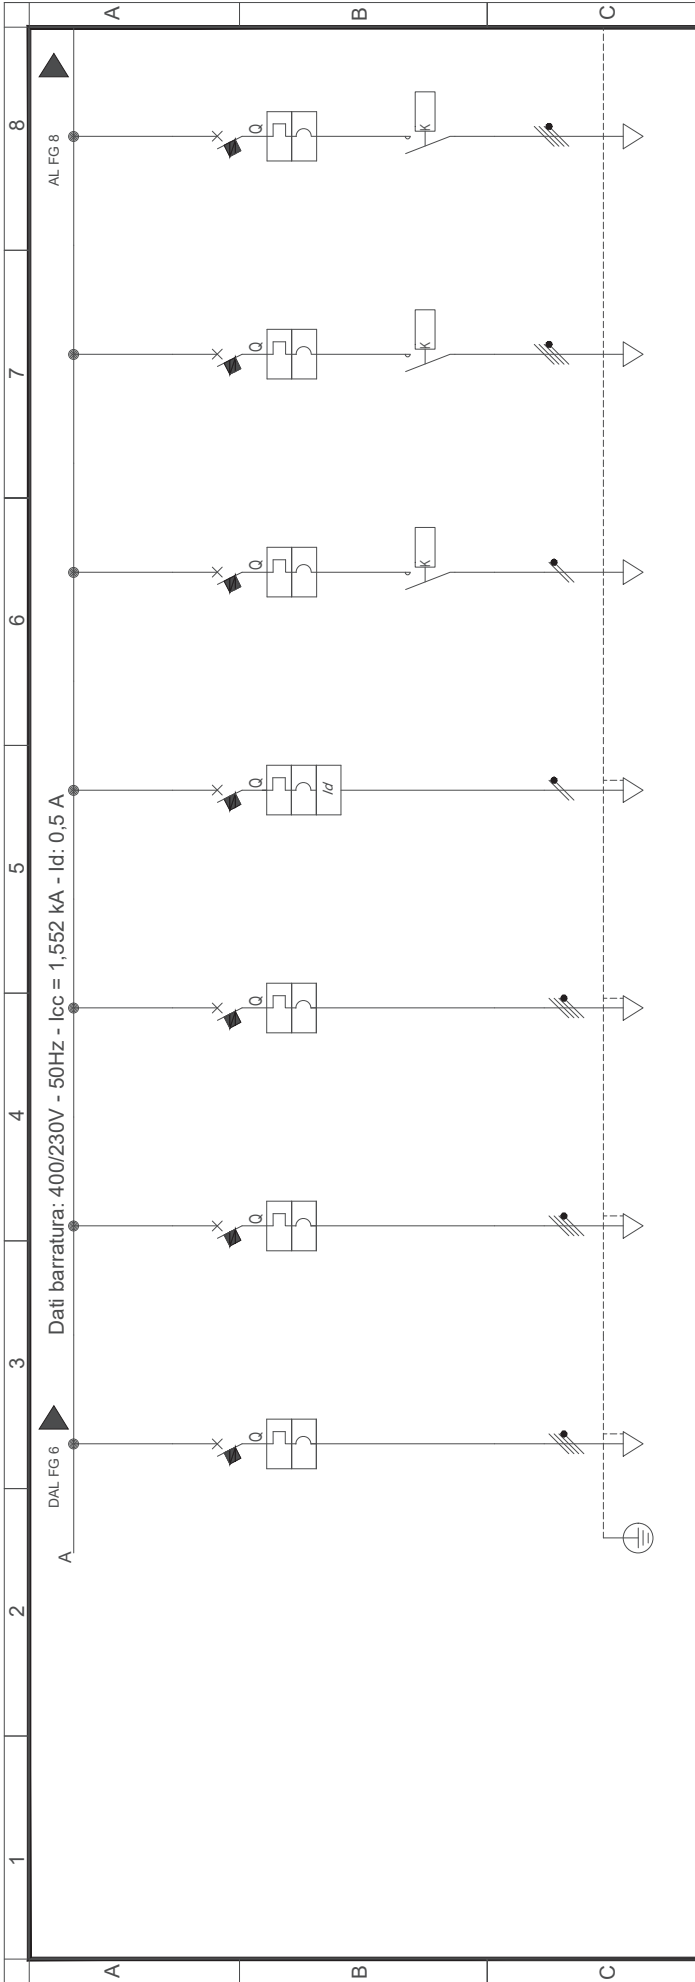 1 2 3 4 5 6 7 8
A A
B B
C C
DAL FG 6
AL FG 8
A
Dati barratura: 400/230V - 50Hz - Icc = 1,552 kA - Id: 0,5 A
Q Q Q Q Q Q Q
Id
K K K